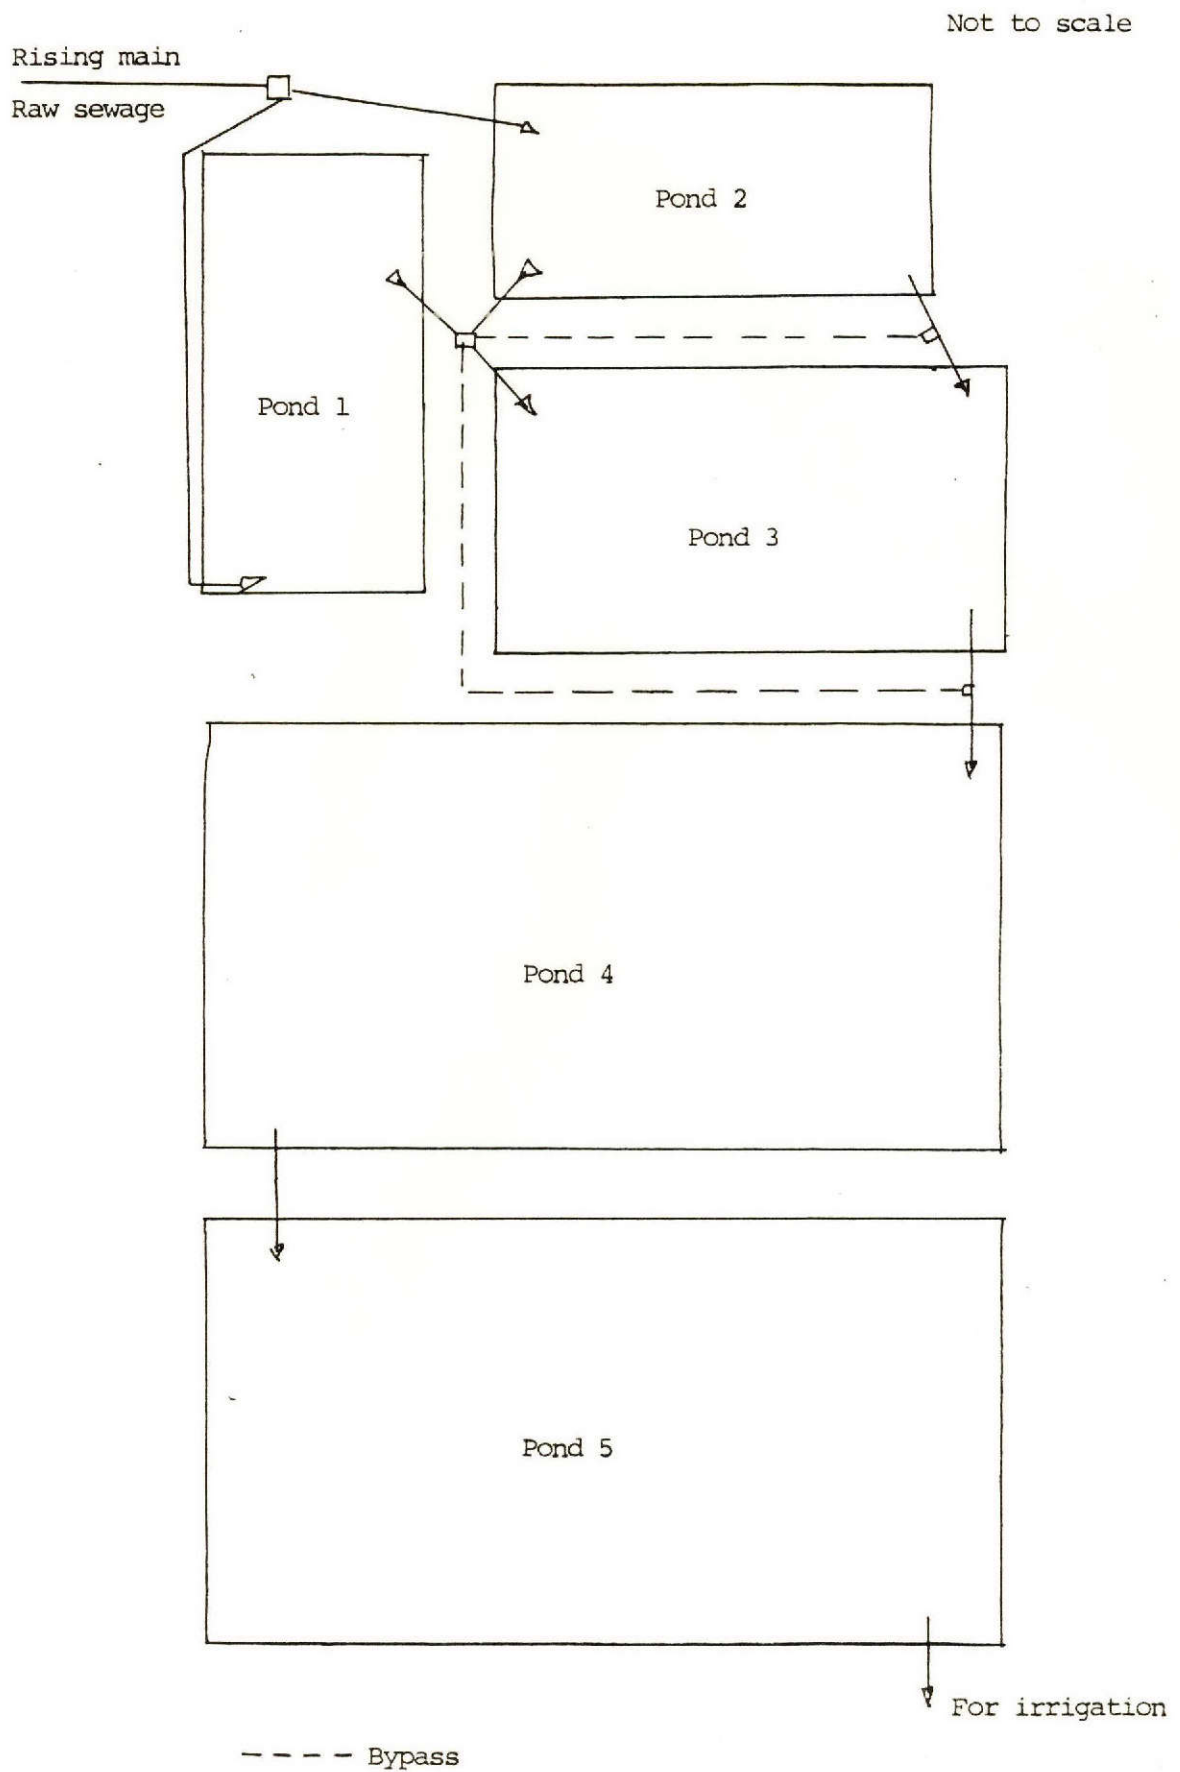 Not to scale
Rising main
Raw sewage
Pond 2
Pond 1
Pond 3
Pond 4
Pond 5
For irrigation
Bypass